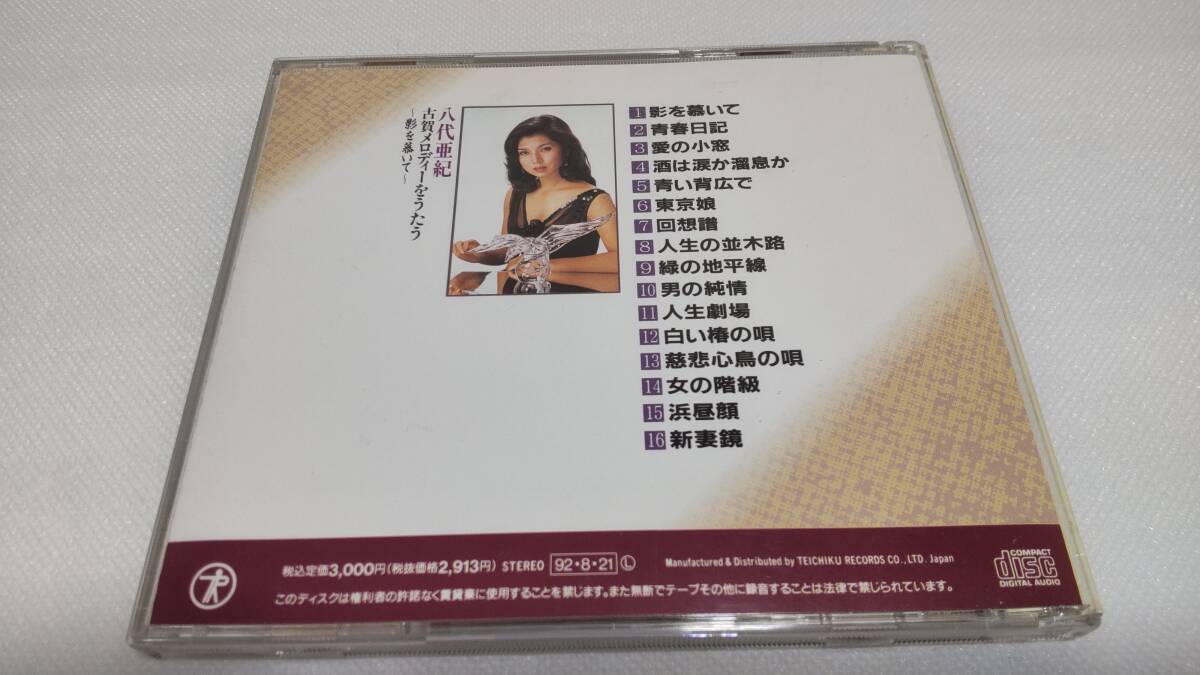 八代亜紀
古賀メロディーをうたう
〜影を慕いて〜
1 影を慕いて
2 青春日記
3 愛の小窓
4 酒は涙か溜息か
5 青い背広で
6 東京娘
7 回想譜
8 人生の並木路
9 緑の地平線
10 男の純情
11 人生劇場
12 白い椿の唄
13 慈悲心鳥の唄
14 女の階級
15 浜昼顔
16 新妻鏡
税込定価3,000円(税抜価格2,913円) STEREO 92・8・21 L Manufactured & Distributed by TEICHIKU RECORDS CO., LTD. Japan
このディスクは権利者の許諾なく賃貸業に使用することを禁じます。また無断でテープその他に録音することは法律で禁じられています。
COMPACT
disc
DIGITAL AUDIO